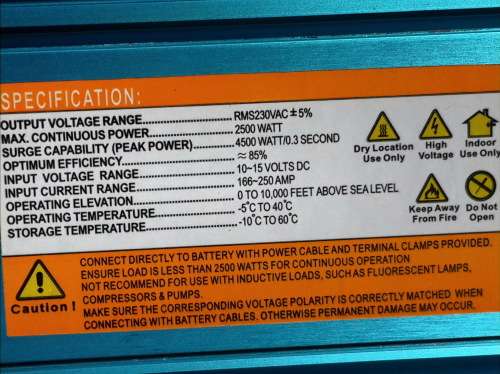 SPECIFICATION:
OUTPUT VOLTAGE RANGE.......................RMS230VAC ±5%
MAX. CONTINUOUS POWER.....................2500 WATT
SURGE CAPABILITY (PEAK POWER)..........4500 WATT/0.3 SECOND
OPTIMUM EFFICIENCY............................≈ 85%
INPUT VOLTAGE RANGE.........................10~15 VOLTS DC
INPUT CURRENT RANGE........................166~250 AMP
OPERATING ELEVATION.........................0 TO 10,000 FEET ABOVE SEA LEVEL
OPERATING TEMPERATURE....................-5°C TO 40°C
STORAGE TEMPERATURE........................-10°C TO 60°C
Dry Location
Use Only
High
Voltage
Indoor
Use Only
Keep Away
From Fire
Do Not
Open
Caution !
CONNECT DIRECTLY TO BATTERY WITH POWER CABLE AND TERMINAL CLAMPS PROVIDED.
ENSURE LOAD IS LESS THAN 2500 WATTS FOR CONTINUOUS OPERATION
NOT RECOMMEND FOR USE WITH INDUCTIVE LOADS, SUCH AS FLUORESCENT LAMPS,
COMPRESSORS & PUMPS.
MAKE SURE THE CORRESPONDING VOLTAGE POLARITY IS CORRECTLY MATCHED WHEN
CONNECTING WITH BATTERY CABLES. OTHERWISE PERMANENT DAMAGE MAY OCCUR.